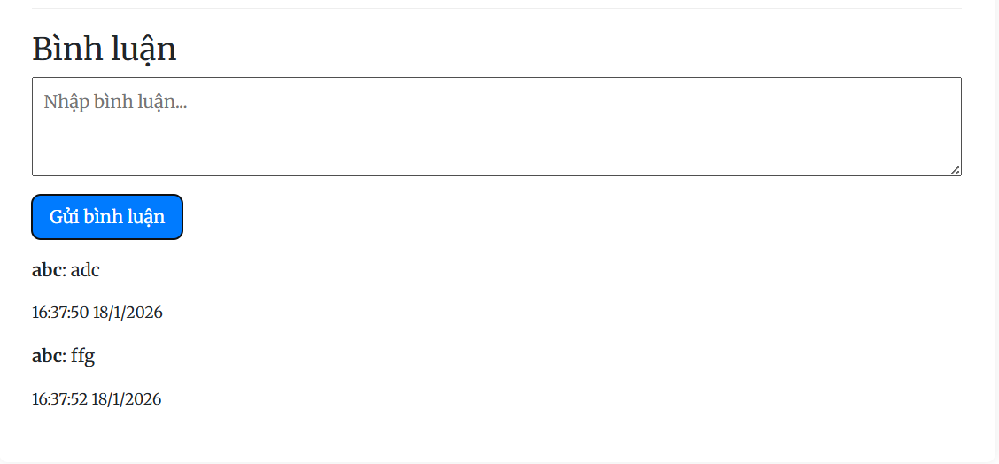 Bình luận
Nhập bình luận...
Gửi bình luận
abc: adc
16:37:50 18/1/2026
abc: ffg
16:37:52 18/1/2026